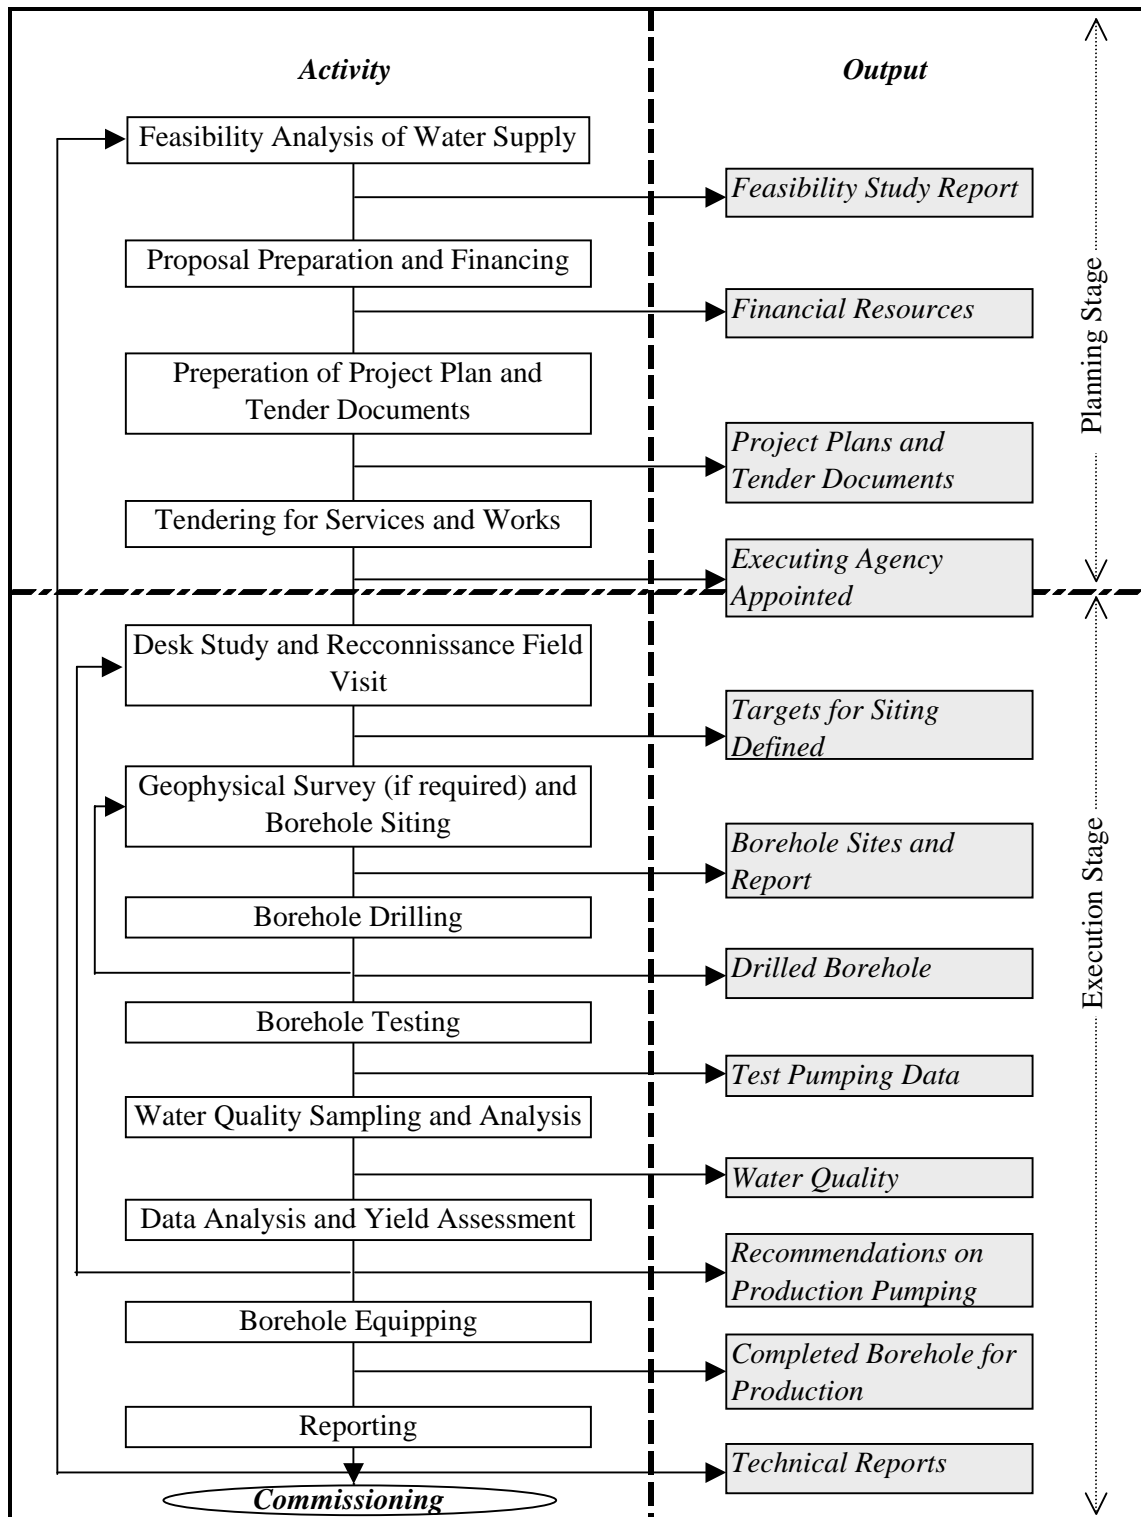 Activity
Output
Feasibility Analysis of Water Supply
Feasibility Study Report
Proposal Preparation and Financing
Financial Resources
Preperation of Project Plan and
Tender Documents
Project Plans and
Tender Documents
Tendering for Services and Works
Executing Agency
Appointed
Planning Stage
Desk Study and Recconnissance Field
Visit
Targets for Siting
Defined
Geophysical Survey (if required) and
Borehole Siting
Borehole Sites and
Report
Borehole Drilling
Drilled Borehole
Borehole Testing
Test Pumping Data
Water Quality Sampling and Analysis
Water Quality
Data Analysis and Yield Assessment
Recommendations on
Production Pumping
Borehole Equipping
Completed Borehole for
Production
Reporting
Technical Reports
Commissioning
Execution Stage